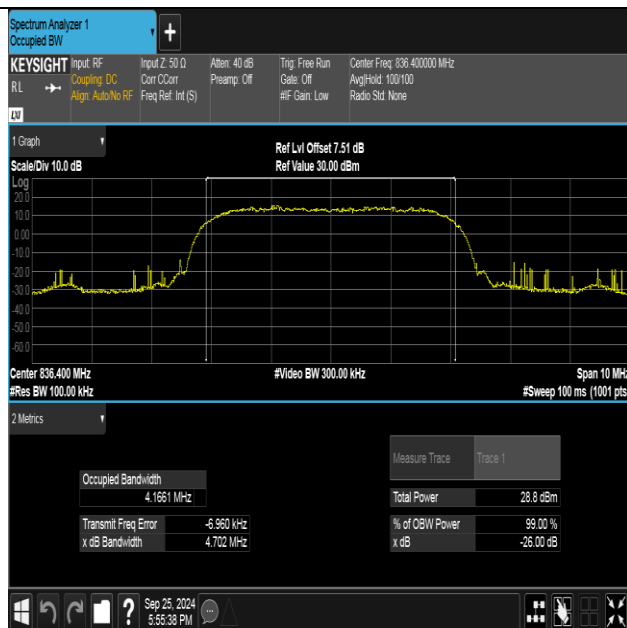 Spectrum Analyzer 1
Occupied BW
+
KEYSIGHT Input: RF Input Z: 50 Ω Atten: 40 dB Trig: Free Run Center Freq: 836.400000 MHz
RL Coupling: DC Corr CCorr Preamp: Off Gate: Off Avg|Hold: 100/100
Align: Auto/No RF Freq Ref: Int (S) #IF Gain: Low Radio Std: None
LXI
1 Graph
Ref Lvl Offset 7.51 dB
Scale/Div 10.0 dB Ref Value 30.00 dBm
Log
20.0
10.0
0.00
-10.0
-20.0
-30.0
-40.0
-50.0
-60.0
Center 836.400 MHz #Video BW 300.00 kHz Span 10 MHz
#Res BW 100.00 kHz #Sweep 100 ms (1001 pts
2 Metrics
Measure Trace Trace 1
Occupied Bandwidth
4.1661 MHz Total Power 28.8 dBm
Transmit Freq Error -6.960 kHz % of OBW Power 99.00 %
x dB Bandwidth 4.702 MHz x dB -26.00 dB
? Sep 25, 2024
5:55:38 PM